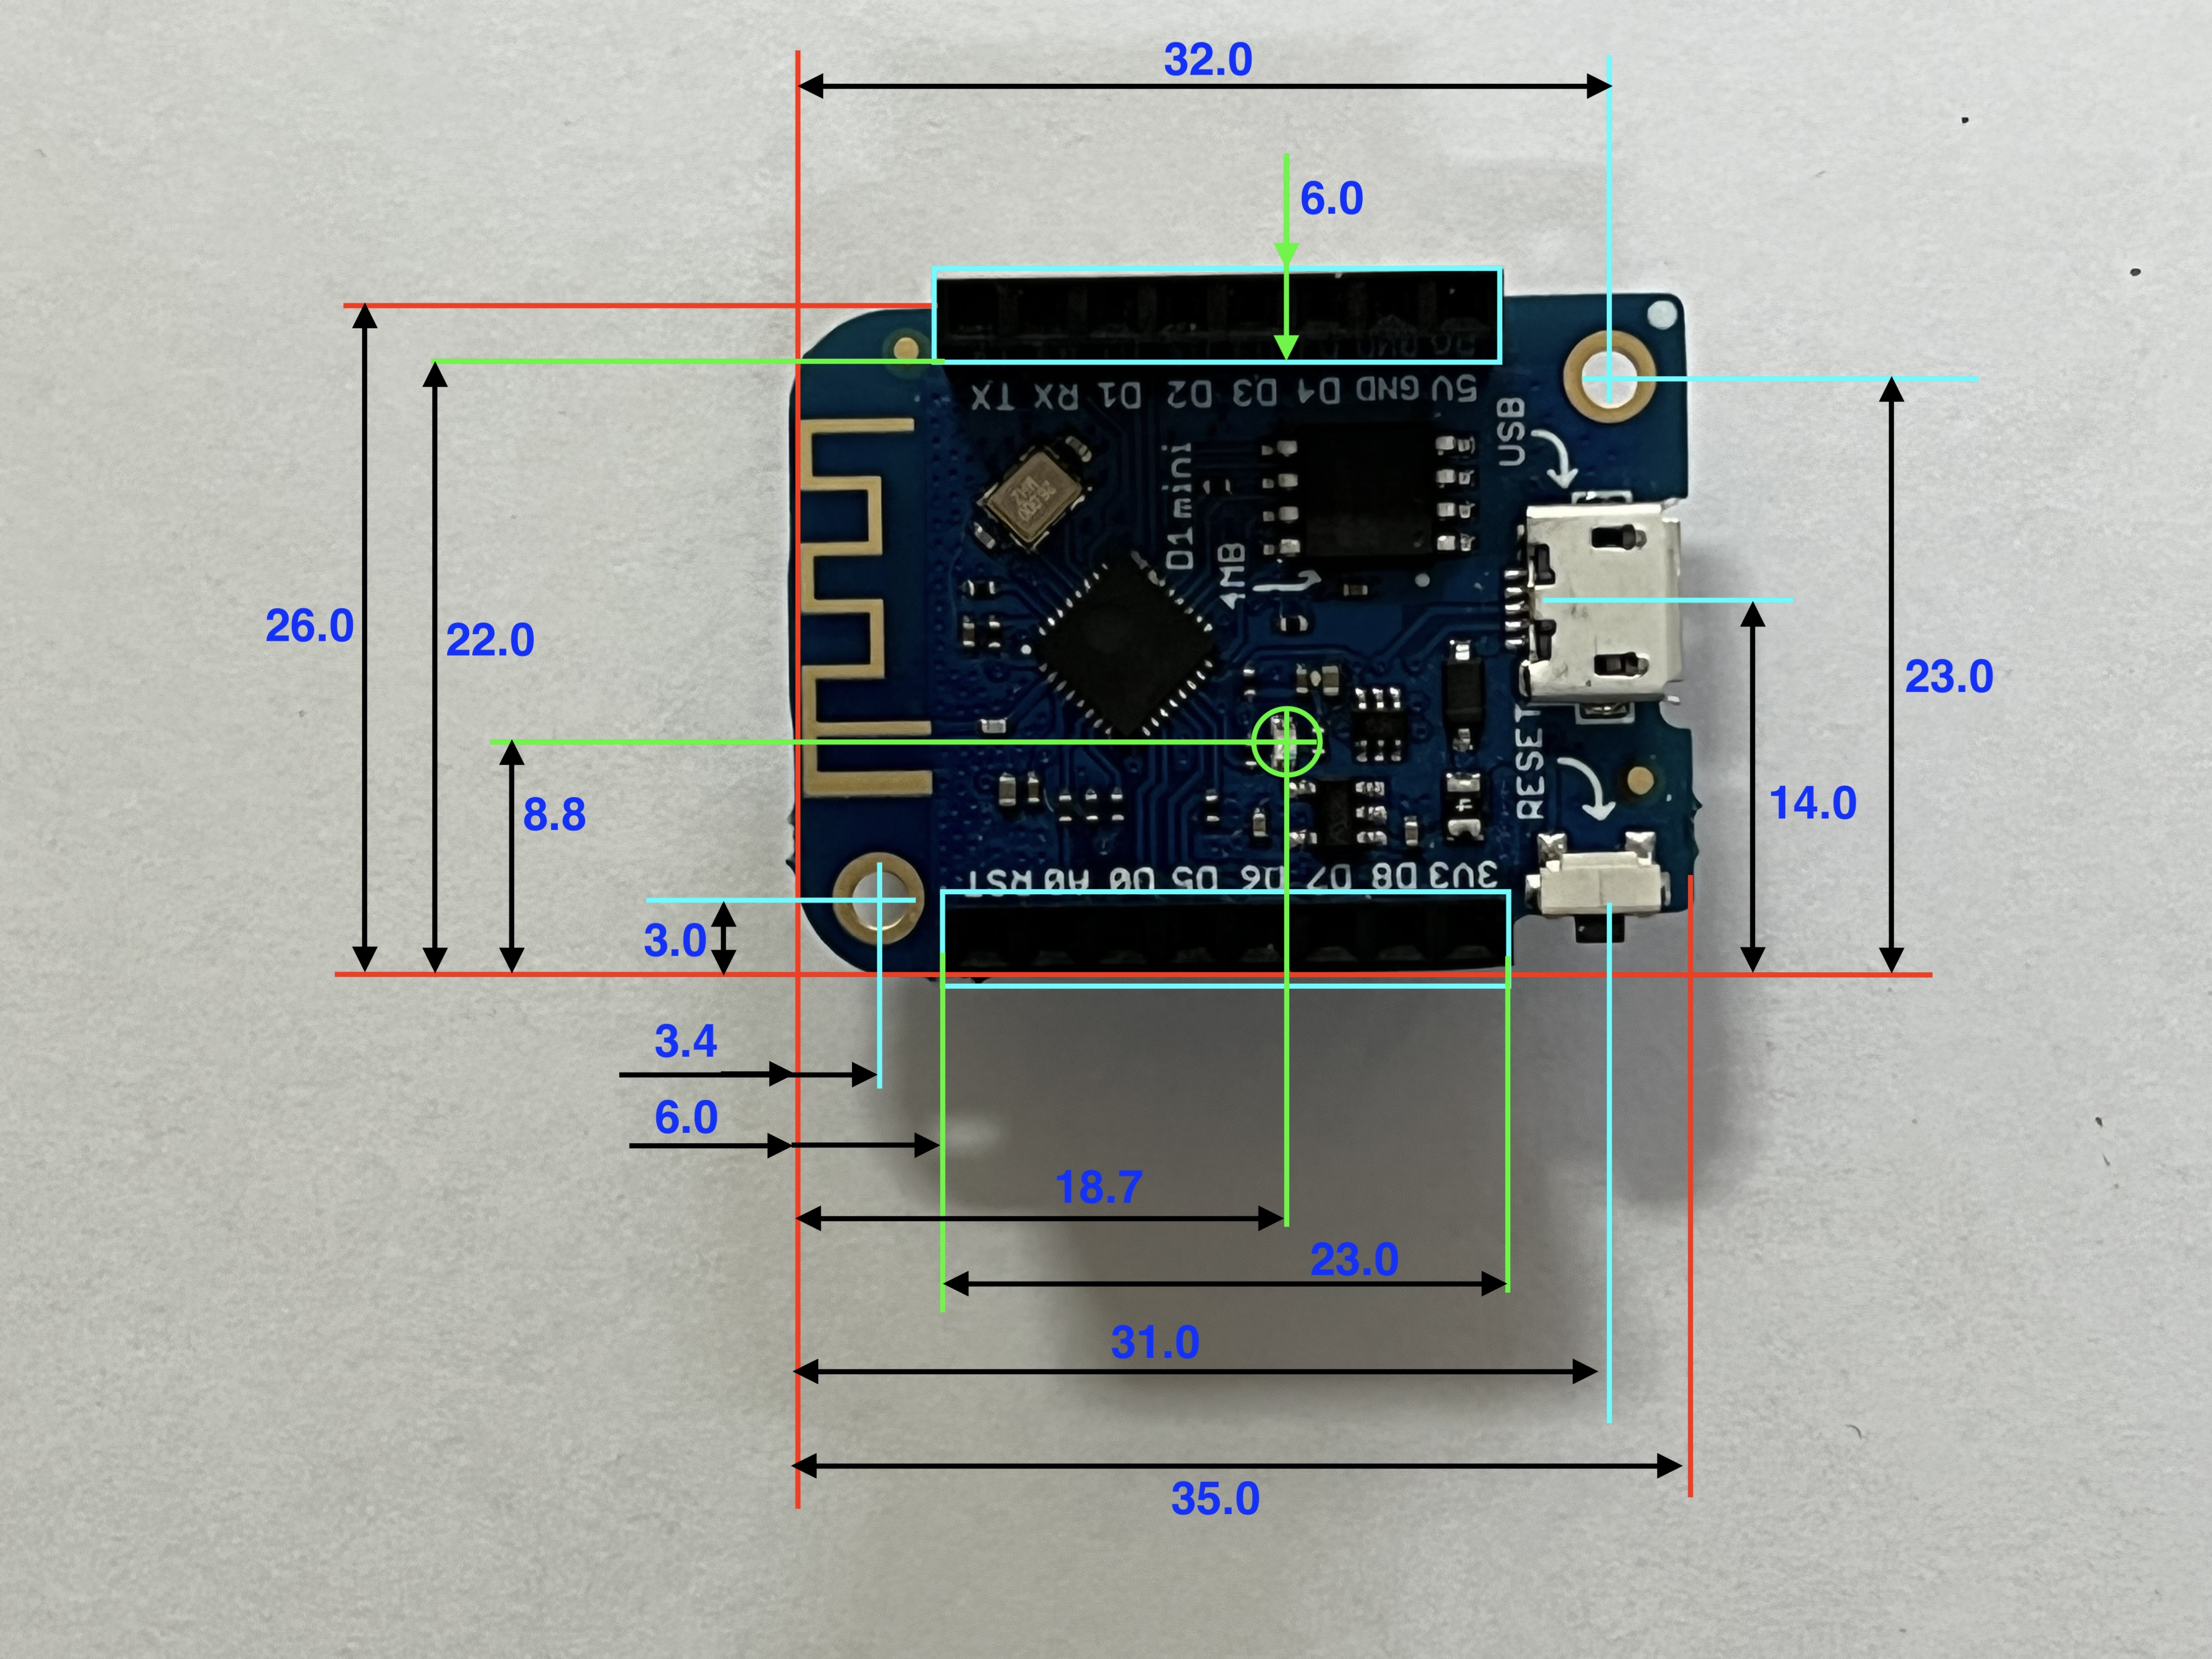 32.0
6.0
TX RX D1 D2 D3 D4 GND 5V
USB
D1 mini
4MB
26.0
22.0
23.0
RESET
14.0
8.8
RST A0 D0 D5 D6 D7 D8 3V3
3.0
3.4
6.0
18.7
23.0
31.0
35.0